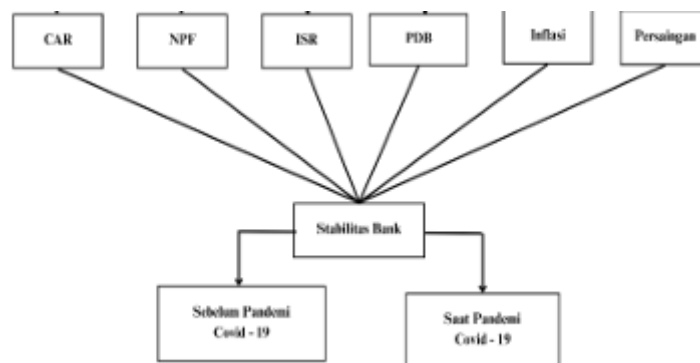 CAR
NPF
ISR
PDB
Inflasi
Persaingan
Stabilitas Bank
Sebelum Pandemi
Covid - 19
Saat Pandemi
Covid - 19